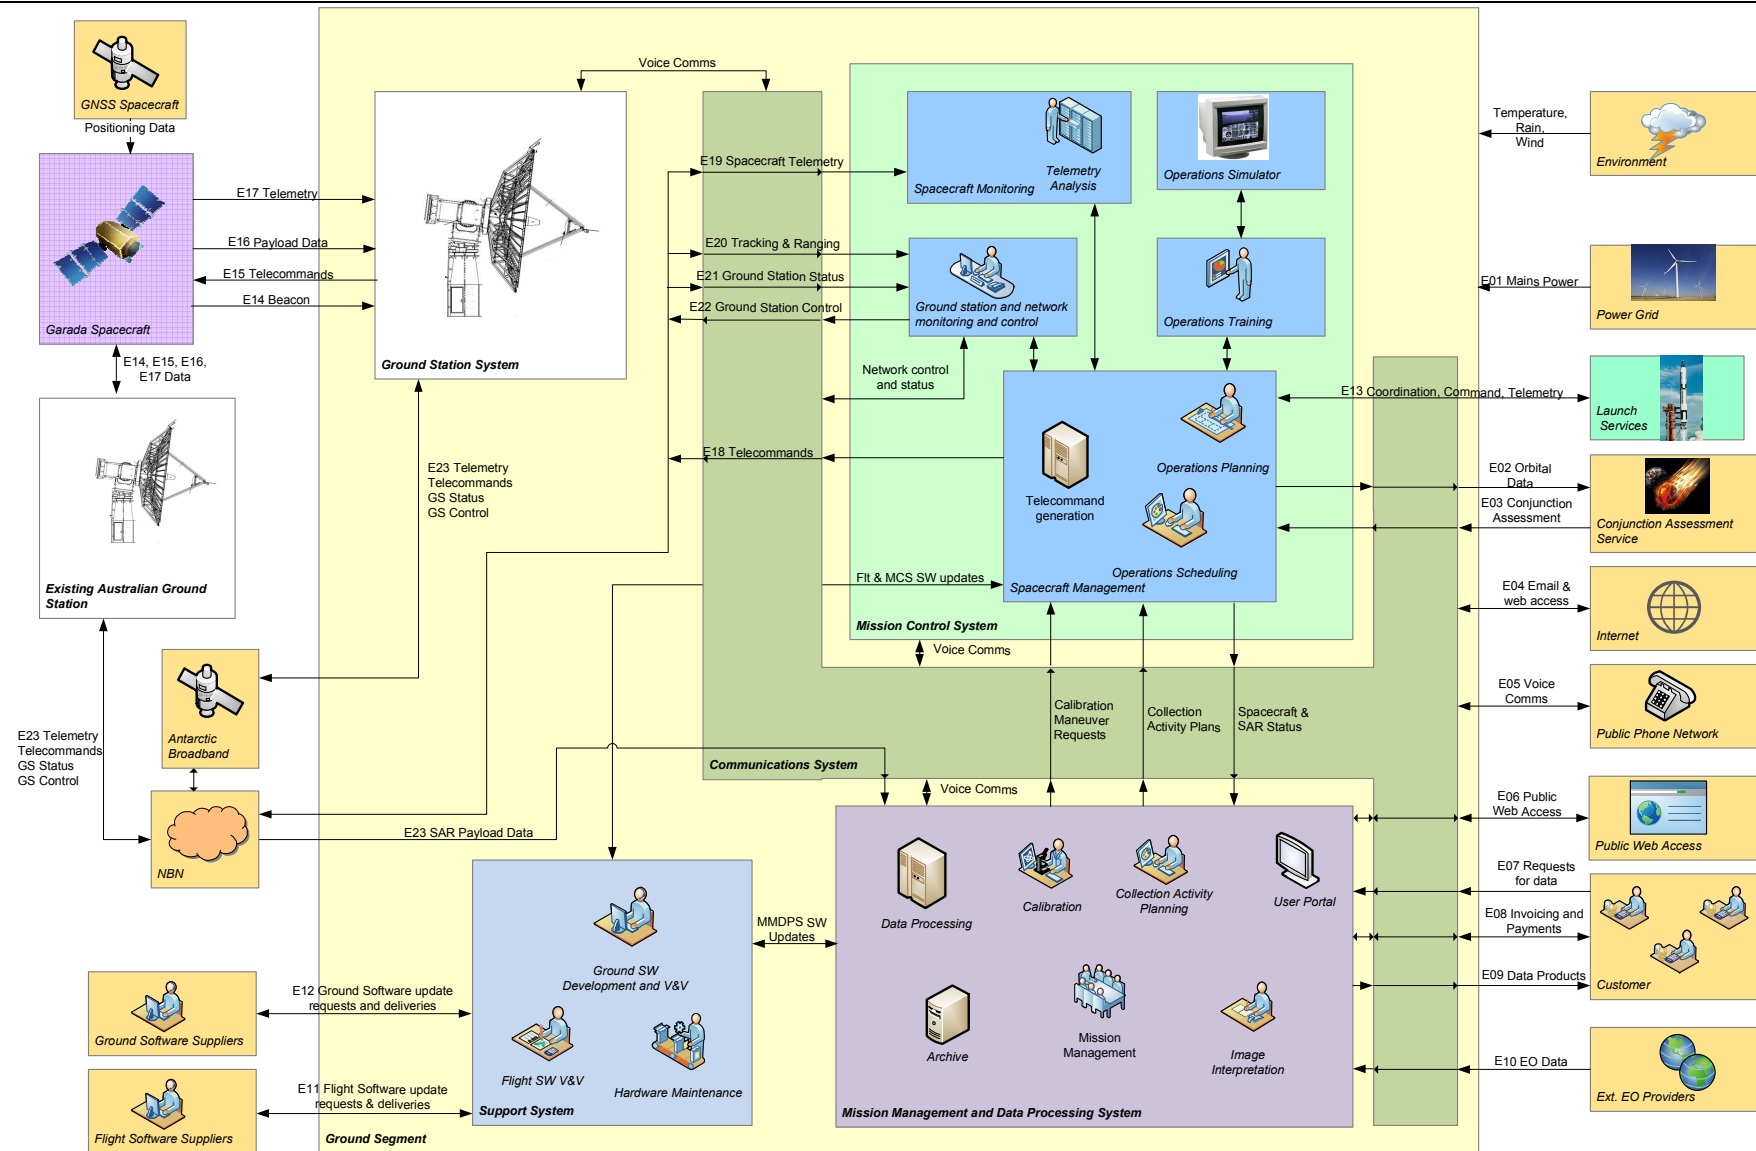 GNSS Spacecraft
Positioning Data
Garada Spacecraft
E17 Telemetry
E16 Payload Data
E15 Telecommands
E14 Beacon
E14, E15, E16,
E17 Data
Existing Australian Ground
Station
Ground Station System
Voice Comms
E23 Telemetry
Telecommands
GS Status
GS Control
E23 Telemetry
Telecommands
GS Status
GS Control
Antarctic
Broadband
NBN
E23 SAR Payload Data
E19 Spacecraft Telemetry
E20 Tracking & Ranging
E21 Ground Station Status
E22 Ground Station Control
Network control
and status
E18 Telecommands
Flt & MCS SW updates
Spacecraft Monitoring
Telemetry
Analysis
Operations Simulator
Ground station and network
monitoring and control
Operations Training
Operations Planning
Telecommand
generation
Operations Scheduling
Spacecraft Management
Mission Control System
Voice Comms
Calibration
Maneuver
Requests
Collection
Activity Plans
Spacecraft &
SAR Status
Communications System
Voice Comms
Data Processing
Calibration
Collection Activity
Planning
User Portal
Archive
Mission
Management
Image
Interpretation
Mission Management and Data Processing System
MMDPS SW
Updates
Ground SW
Development and V&V
Flight SW V&V
Hardware Maintenance
Support System
Ground Segment
E12 Ground Software update
requests and deliveries
Ground Software Suppliers
E11 Flight Software update
requests & deliveries
Flight Software Suppliers
Temperature,
Rain,
Wind
Environment
E01 Mains Power
Power Grid
E13 Coordination, Command, Telemetry
Launch
Services
E02 Orbital
Data
E03 Conjunction
Assessment
Conjunction Assessment
Service
E04 Email &
web access
Internet
E05 Voice
Comms
Public Phone Network
E06 Public
Web Access
Public Web Access
E07 Requests
for data
E08 Invoicing and
Payments
E09 Data Products
Customer
E10 EO Data
Ext. EO Providers